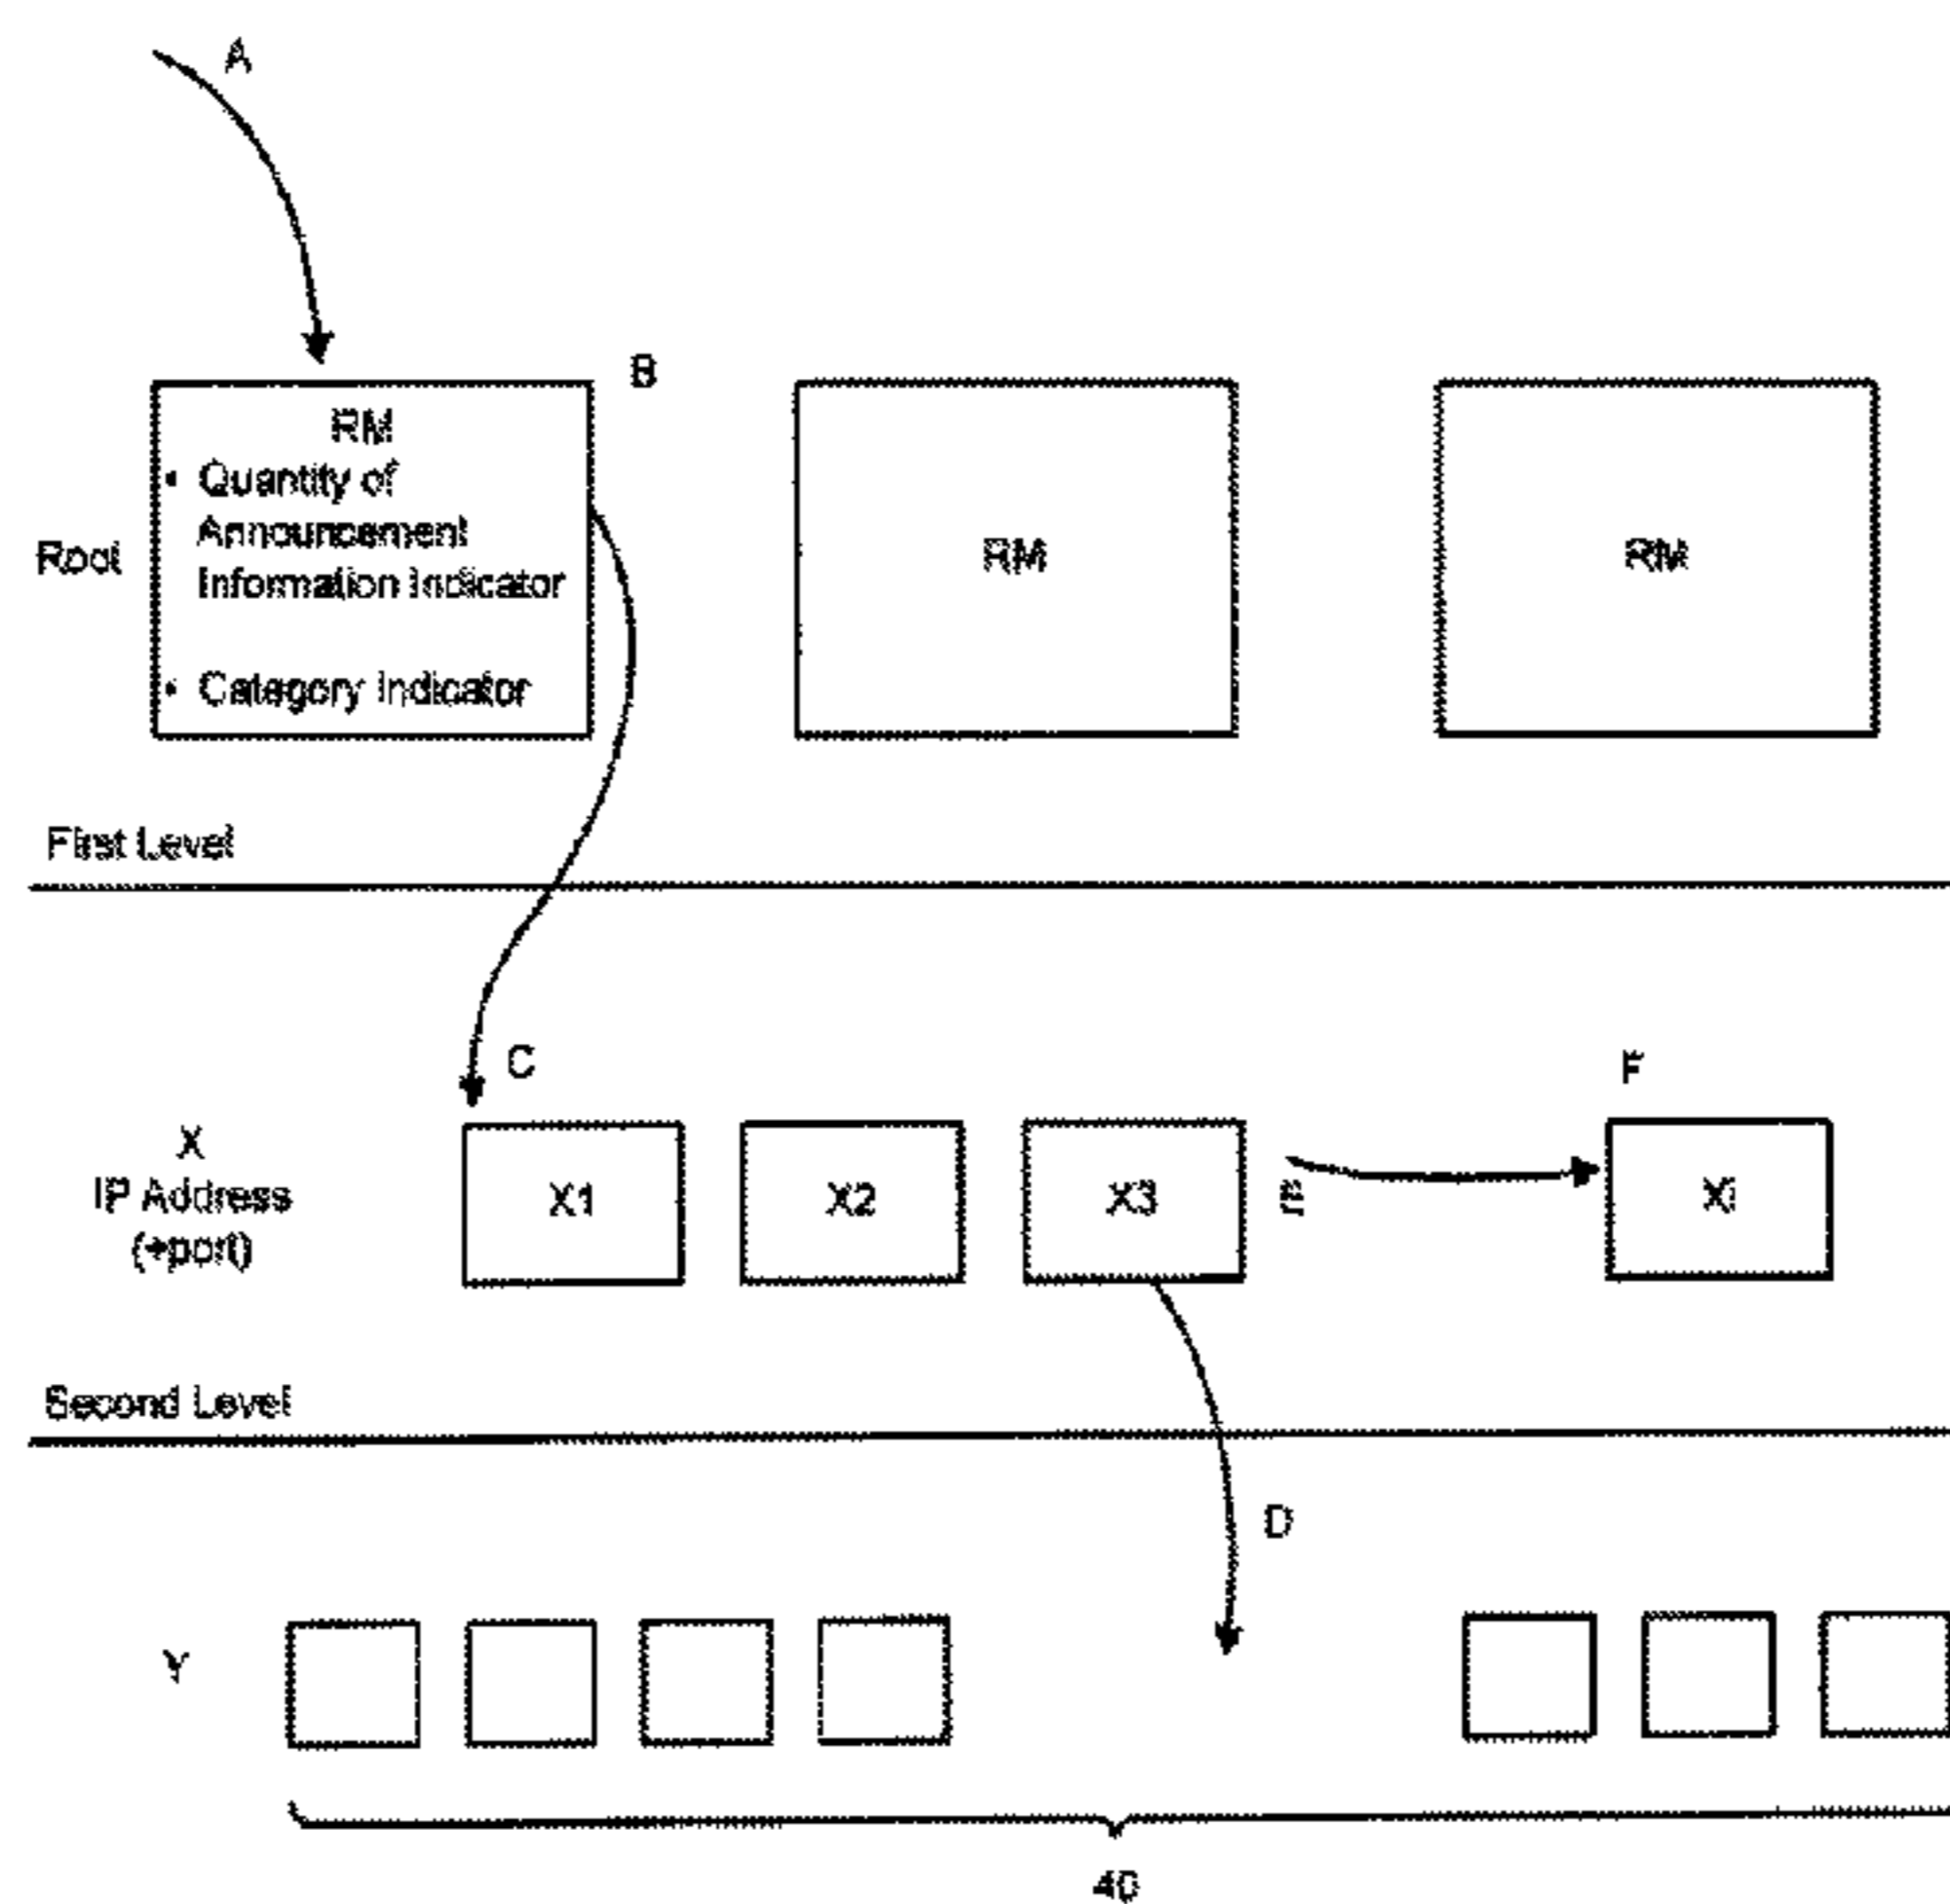 A
B
RM
• Quantity of
Announcement
Information Indicator
• Category Indicator
Root
RM
RM
First Level
C
F
X
IP Address
(+port)
X1
X2
X3
E
Xi
Second Level
D
Y
40